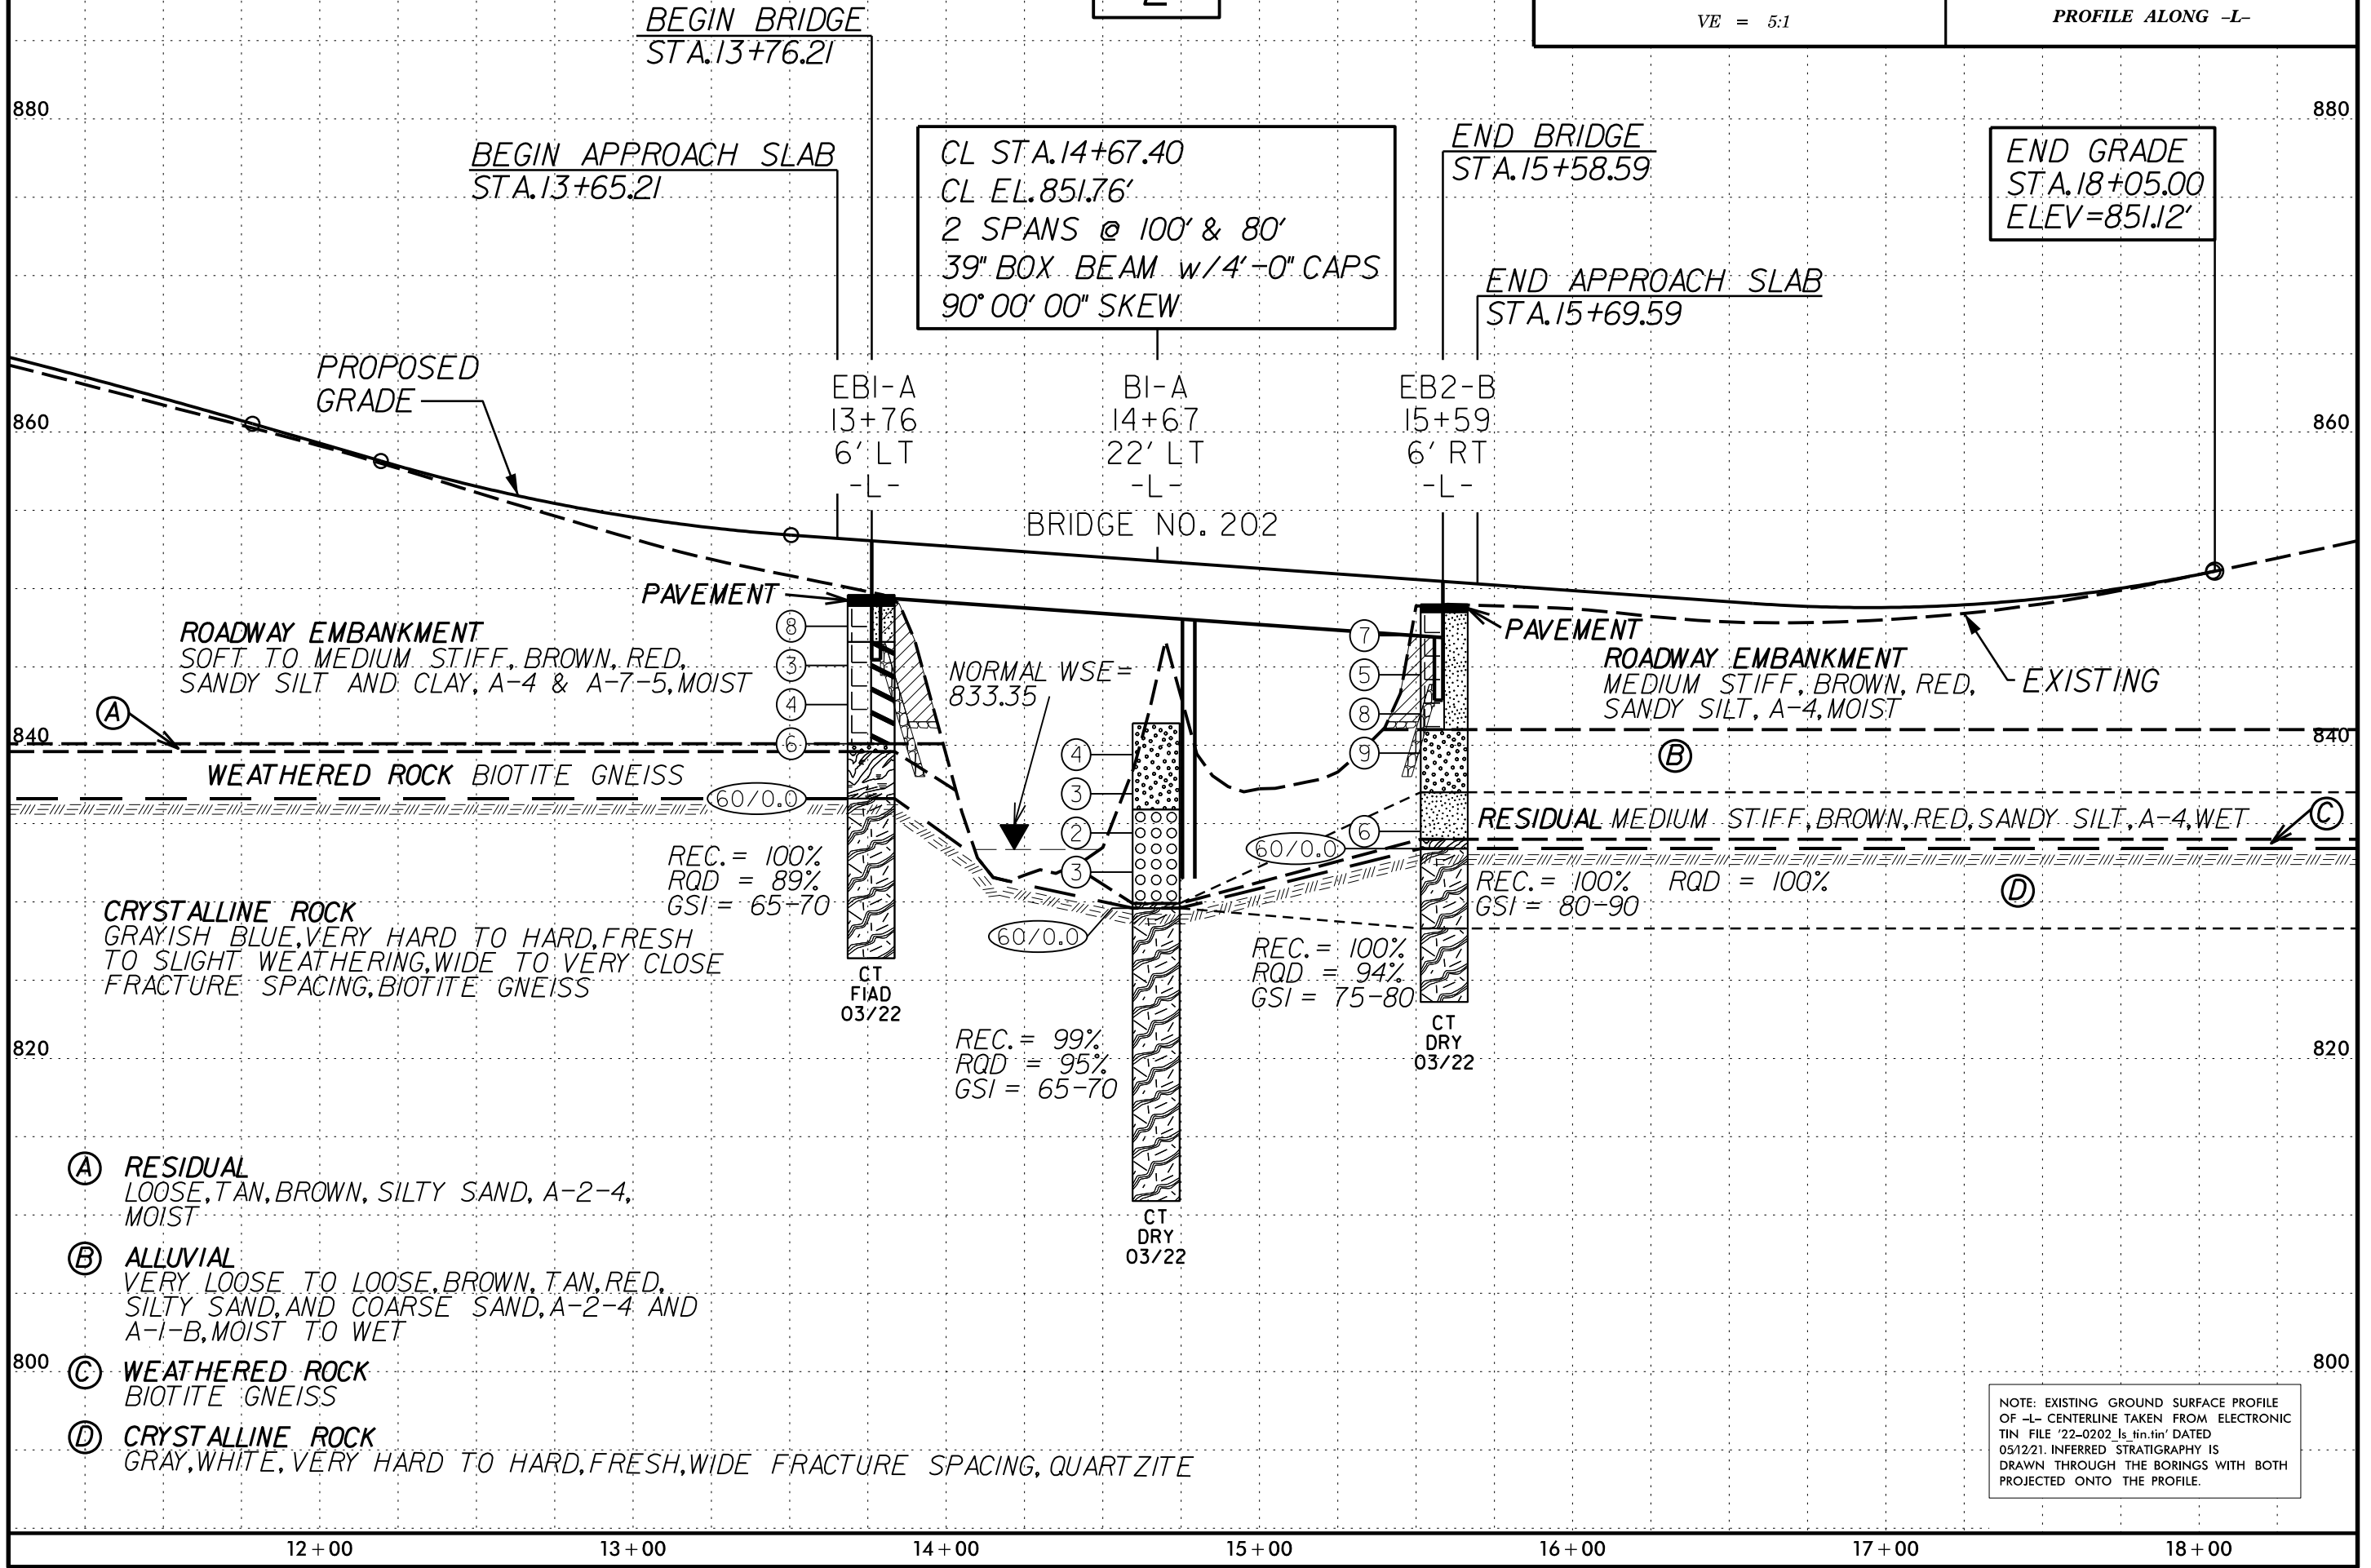 BEGIN BRIDGE
STA.13+76.21
VE = 5:1
PROFILE ALONG -L-
880
880
BEGIN APPROACH SLAB
STA.13+65.21
CL STA.14+67.40
CL EL.851.76'
2 SPANS @ 100' & 80'
39" BOX BEAM w/4'-0" CAPS
90° 00' 00" SKEW
END BRIDGE
STA.15+58.59
END GRADE
STA.18+05.00
ELEV=851.12'
END APPROACH SLAB
STA.15+69.59
PROPOSED
GRADE
860
860
EB1-A
13+76
6' LT
-L-
B1-A
14+67
22' LT
-L-
EB2-B
15+59
6' RT
-L-
BRIDGE NO. 202
PAVEMENT
ROADWAY EMBANKMENT
SOFT TO MEDIUM STIFF, BROWN, RED,
SANDY SILT AND CLAY, A-4 & A-7-5, MOIST
8
3
4
6
NORMAL WSE=
833.35
7
5
8
9
6
PAVEMENT
ROADWAY EMBANKMENT
MEDIUM STIFF, BROWN, RED,
SANDY SILT, A-4, MOIST
EXISTING
A
840
840
B
WEATHERED ROCK BIOTITE GNEISS
60/0.0
4
3
2
3
RESIDUAL MEDIUM STIFF, BROWN, RED, SANDY SILT, A-4, WET
C
60/0.0
REC.= 100%
RQD = 89%
GSI = 65-70
REC.= 100% RQD = 100%
GSI = 80-90
D
CRYSTALLINE ROCK
GRAYISH BLUE, VERY HARD TO HARD, FRESH
TO SLIGHT WEATHERING, WIDE TO VERY CLOSE
FRACTURE SPACING, BIOTITE GNEISS
60/0.0
REC.= 100%
RQD = 94%
GSI = 75-80
CT
FIAD
03/22
CT
DRY
03/22
REC.= 99%
RQD = 95%
GSI = 65-70
820
820
CT
DRY
03/22
A RESIDUAL
LOOSE, TAN, BROWN, SILTY SAND, A-2-4,
MOIST
B ALLUVIAL
VERY LOOSE TO LOOSE, BROWN, TAN, RED,
SILTY SAND, AND COARSE SAND, A-2-4 AND
A-1-B, MOIST TO WET
800
800
C WEATHERED ROCK
BIOTITE GNEISS
D CRYSTALLINE ROCK
GRAY, WHITE, VERY HARD TO HARD, FRESH, WIDE FRACTURE SPACING, QUARTZITE
NOTE: EXISTING GROUND SURFACE PROFILE
OF -L- CENTERLINE TAKEN FROM ELECTRONIC
TIN FILE '22-0202_ls_tin.tin' DATED
05/12/21. INFERRED STRATIGRAPHY IS
DRAWN THROUGH THE BORINGS WITH BOTH
PROJECTED ONTO THE PROFILE.
12+00
13+00
14+00
15+00
16+00
17+00
18+00